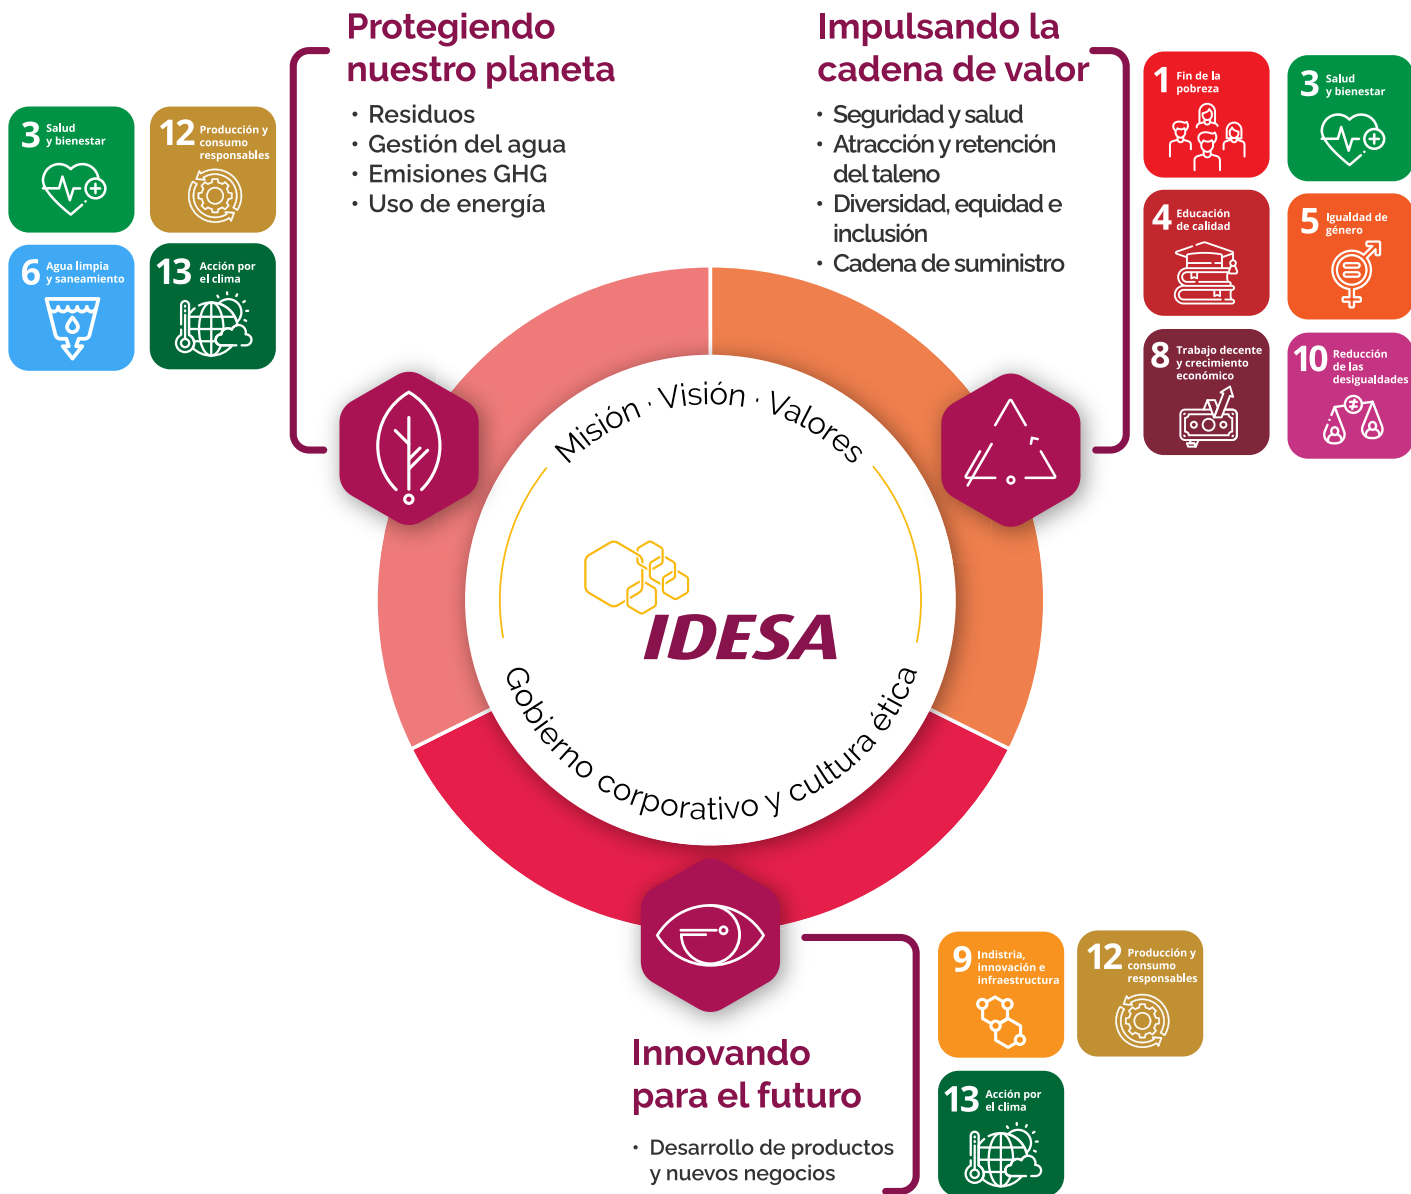 Protegiendo
nuestro planeta
· Residuos
· Gestión del agua
· Emisiones GHG
· Uso de energía
3 Salud
y bienestar
12 Producción y
consumo
responsables
6 Agua limpia
y saneamiento
13 Acción por
el clima
Impulsando la
cadena de valor
· Seguridad y salud
· Atracción y retención
del taleno
· Diversidad, equidad e
inclusión
· Cadena de suministro
1 Fin de la
pobreza
3 Salud
y bienestar
4 Educación
de calidad
5 Igualdad de
género
8 Trabajo decente
y crecimiento
económico
10 Reducción
de las
desigualdades
Misión · Visión · Valores
IDESA
Gobierno corporativo y cultura ética
Innovando
para el futuro
· Desarrollo de productos
y nuevos negocios
9 Indistria,
innovación e
infraestructura
12 Producción y
consumo
responsables
13 Acción por
el clima